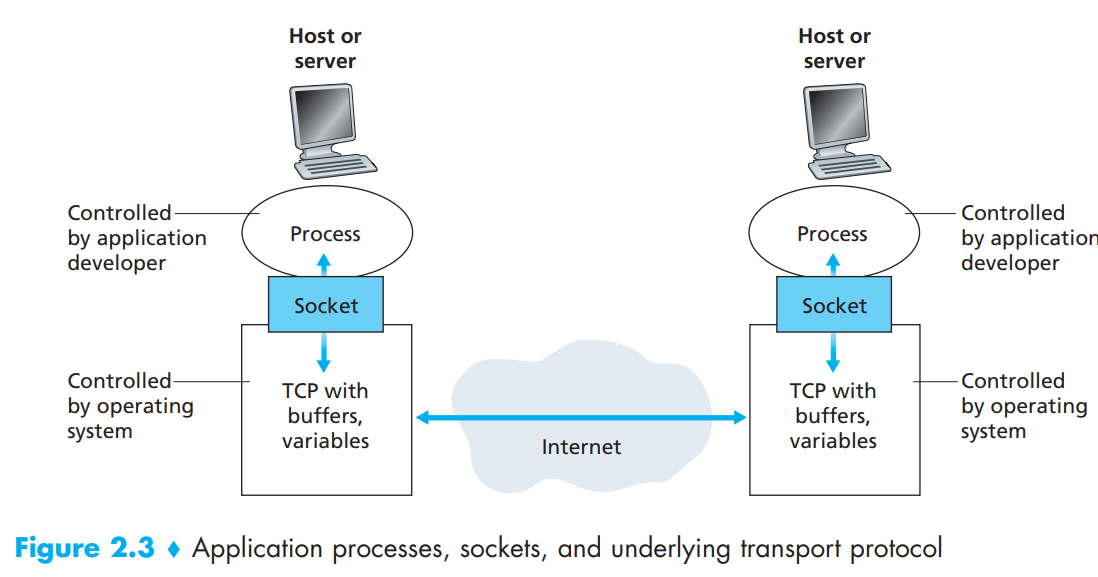 Host or
server
Host or
server
Controlled
by application
developer
Process
Process
Controlled
by application
developer
Socket
Socket
Controlled
by operating
system
TCP with
buffers,
variables
Internet
TCP with
buffers,
variables
Controlled
by operating
system
Figure 2.3 ♦ Application processes, sockets, and underlying transport protocol